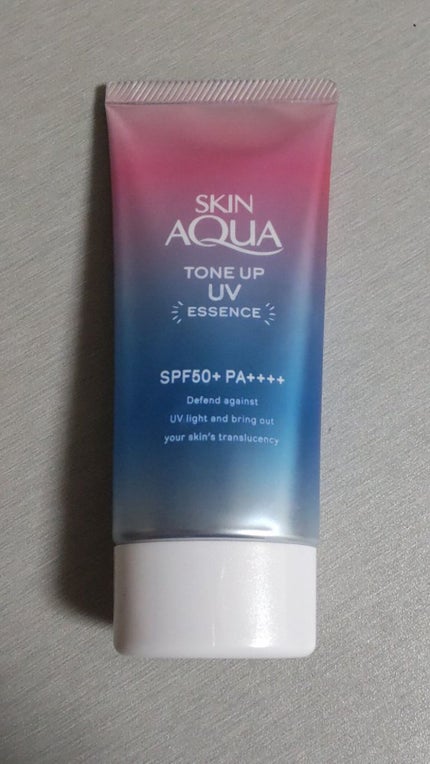 SKIN
AQUA
TONE UP
UV
ESSENCE
SPF50+ PA++++
Defend against
UV light and bring out
your skin's translucency